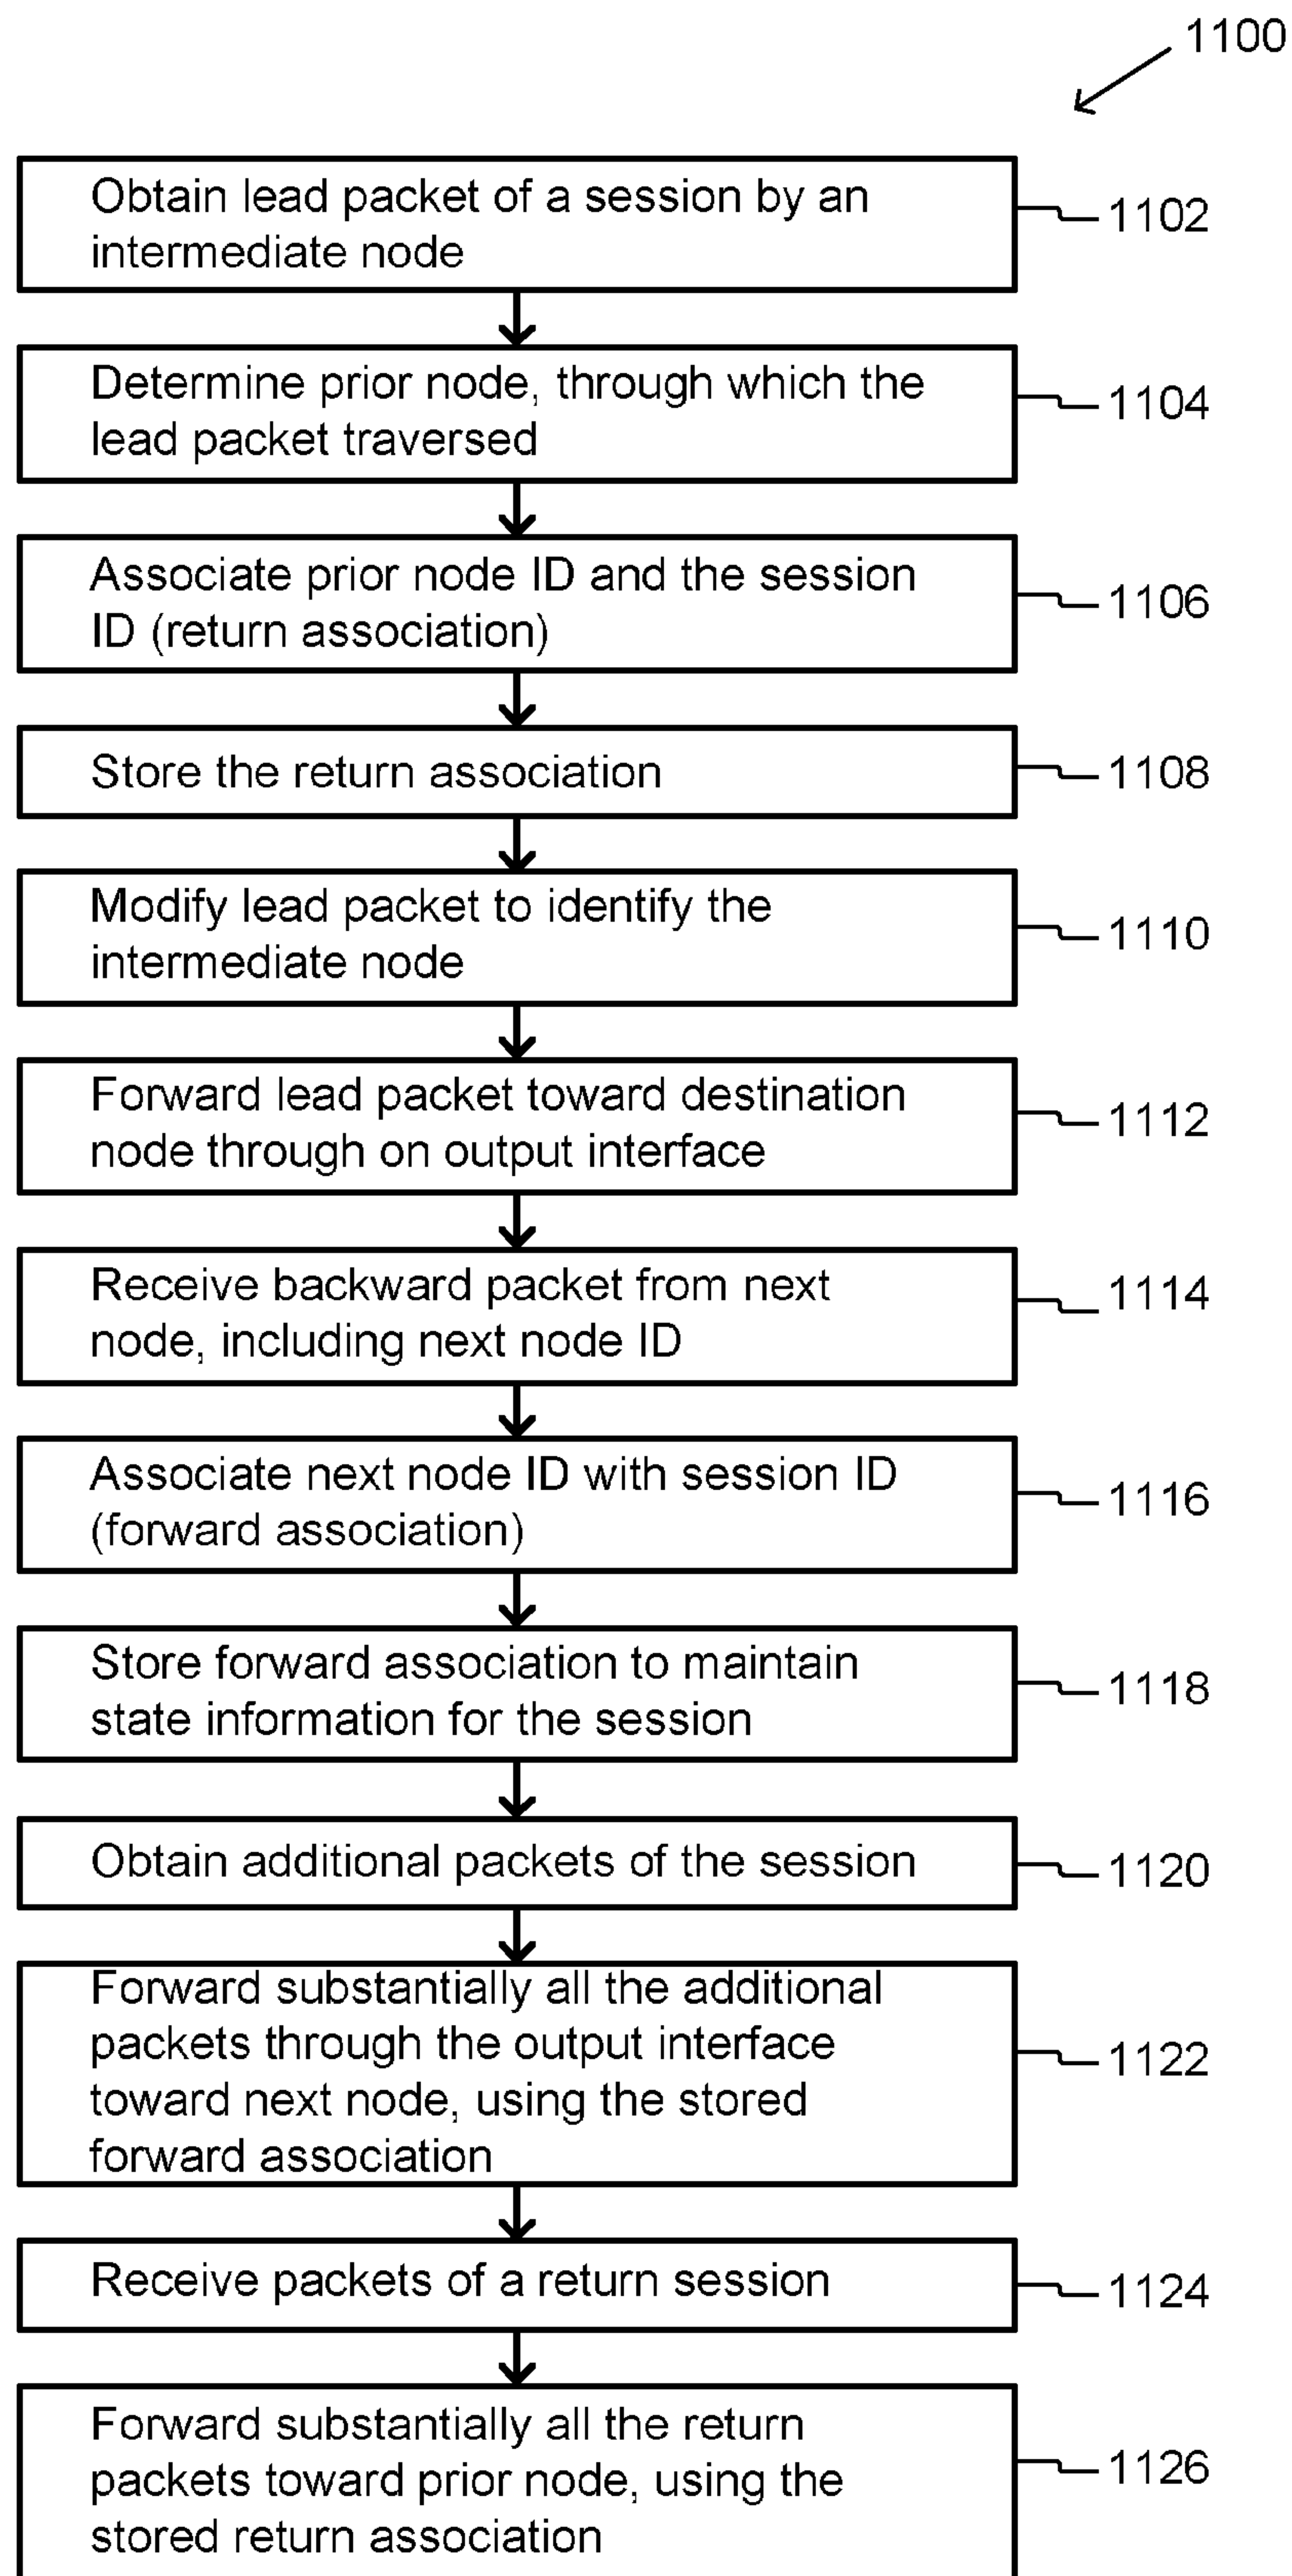 1100
Obtain lead packet of a session by an
intermediate node
1102
Determine prior node, through which the
lead packet traversed
1104
Associate prior node ID and the session
ID (return association)
1106
Store the return association
1108
Modify lead packet to identify the
intermediate node
1110
Forward lead packet toward destination
node through on output interface
1112
Receive backward packet from next
node, including next node ID
1114
Associate next node ID with session ID
(forward association)
1116
Store forward association to maintain
state information for the session
1118
Obtain additional packets of the session
1120
Forward substantially all the additional
packets through the output interface
toward next node, using the stored
forward association
1122
Receive packets of a return session
1124
Forward substantially all the return
packets toward prior node, using the
stored return association
1126